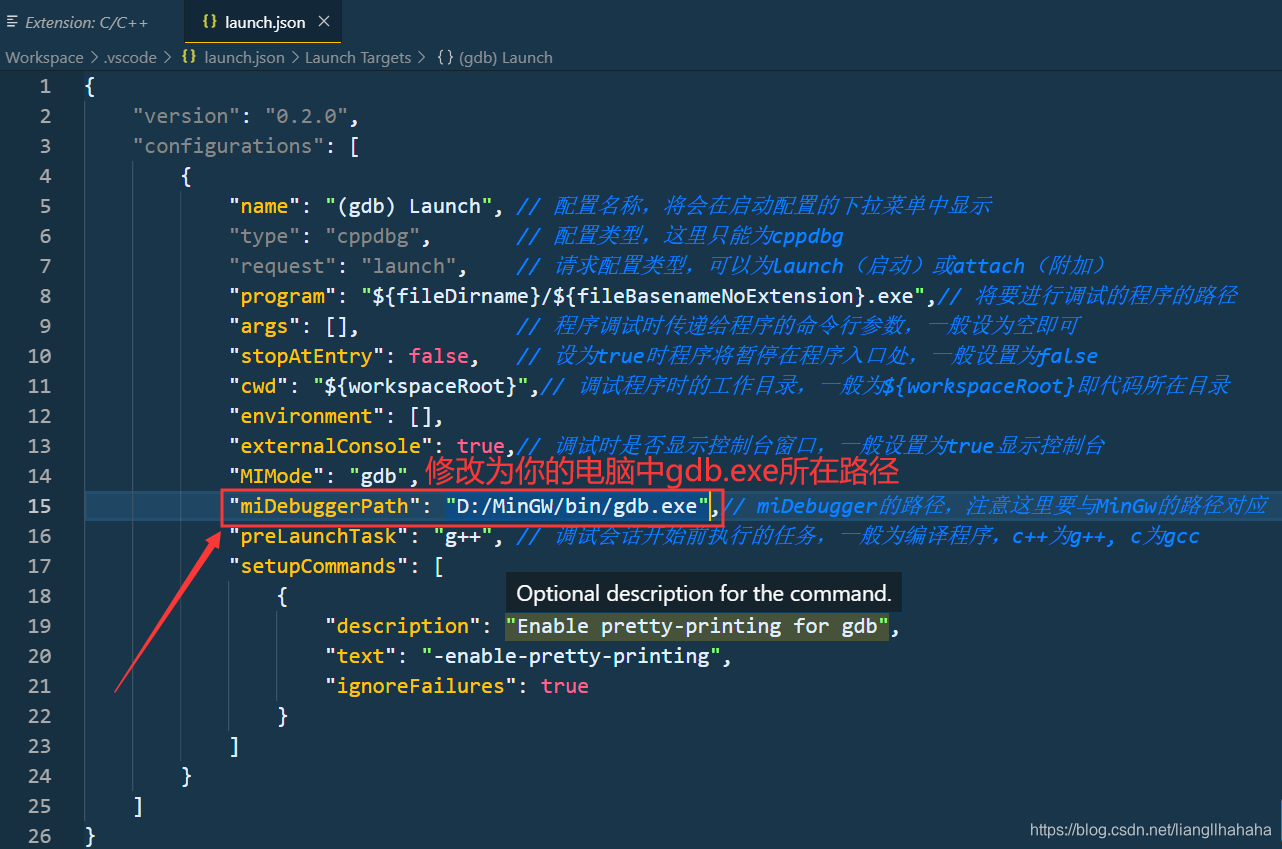 Extension: C/C++
{} launch.json ×
Workspace > .vscode > {} launch.json > Launch Targets > {} (gdb) Launch
1 {
2 "version": "0.2.0",
3 "configurations": [
4 {
5 "name": "(gdb) Launch", // 配置名称，将会在启动配置的下拉菜单中显示
6 "type": "cppdbg", // 配置类型，这里只能为cppdbg
7 "request": "launch", // 请求配置类型，可以为launch（启动）或attach（附加）
8 "program": "${fileDirname}/${fileBasenameNoExtension}.exe",// 将要进行调试的程序的路径
9 "args": [], // 程序调试时传递给程序的命令行参数，一般设为空即可
10 "stopAtEntry": false, // 设为true时程序将暂停在程序入口处，一般设置为false
11 "cwd": "${workspaceRoot}",// 调试程序时的工作目录，一般为${workspaceRoot}即代码所在目录
12 "environment": [],
13 "externalConsole": true,// 调试时是否显示控制台窗口，一般设置为true显示控制台
14 "MIMode": "gdb", 修改为你的电脑中gdb.exe所在路径
15 "miDebuggerPath": "D:/MinGW/bin/gdb.exe",// miDebugger的路径，注意这里要与MinGw的路径对应
16 "preLaunchTask": "g++", // 调试会话开始前执行的任务，一般为编译程序，c++为g++, c为gcc
17 "setupCommands": [
18 {
Optional description for the command.
19 "description": "Enable pretty-printing for gdb",
20 "text": "-enable-pretty-printing",
21 "ignoreFailures": true
22 }
23 ]
24 }
25 ]
26 }
https://blog.csdn.net/liangllhahaha